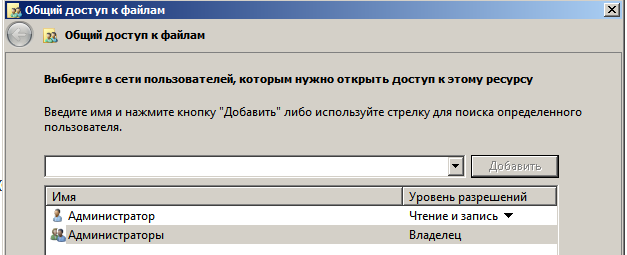 Общий доступ к файлам
Общий доступ к файлам
Выберите в сети пользователей, которым нужно открыть доступ к этому ресурсу
Введите имя и нажмите кнопку "Добавить" либо используйте стрелку для поиска определенного
пользователя.
Добавить
Имя Уровень разрешений
Администратор Чтение и запись
Администраторы Владелец